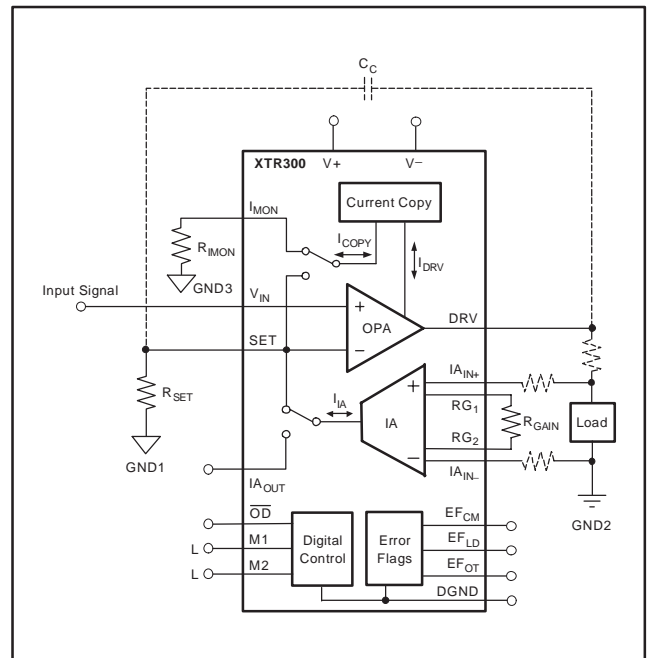 C_C
V+
V−
XTR300
I_MON
Current Copy
R_IMON
I_COPY
I_DRV
GND3
Input Signal
V_IN
+
OPA
DRV
SET
−
IA_IN+
R_SET
I_IA
+
RG_1
IA
R_GAIN
Load
RG_2
GND1
−
IA_IN−
IA_OUT
GND2
OD
EF_CM
L M1
Digital Control
Error Flags
EF_LD
L M2
EF_OT
DGND